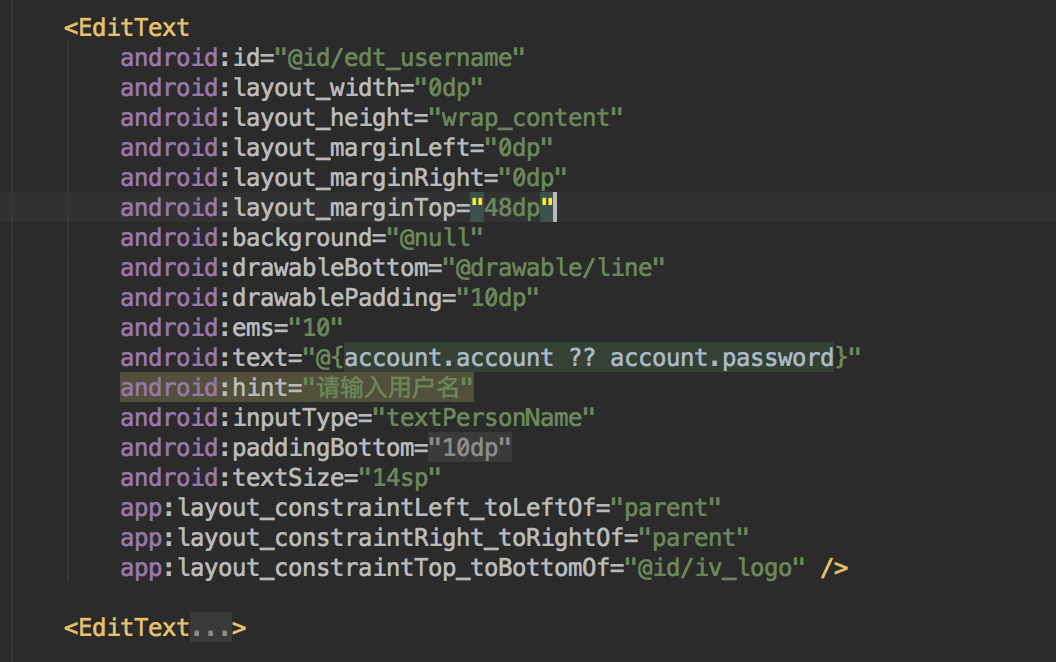 <EditText
android:id="@id/edt_username"
android:layout_width="0dp"
android:layout_height="wrap_content"
android:layout_marginLeft="0dp"
android:layout_marginRight="0dp"
android:layout_marginTop="48dp"
android:background="@null"
android:drawableBottom="@drawable/line"
android:drawablePadding="10dp"
android:ems="10"
android:text="@{account.account ?? account.password}"
android:hint="请输入用户名"
android:inputType="textPersonName"
android:paddingBottom="10dp"
android:textSize="14sp"
app:layout_constraintLeft_toLeftOf="parent"
app:layout_constraintRight_toRightOf="parent"
app:layout_constraintTop_toBottomOf="@id/iv_logo" />
<EditText...>